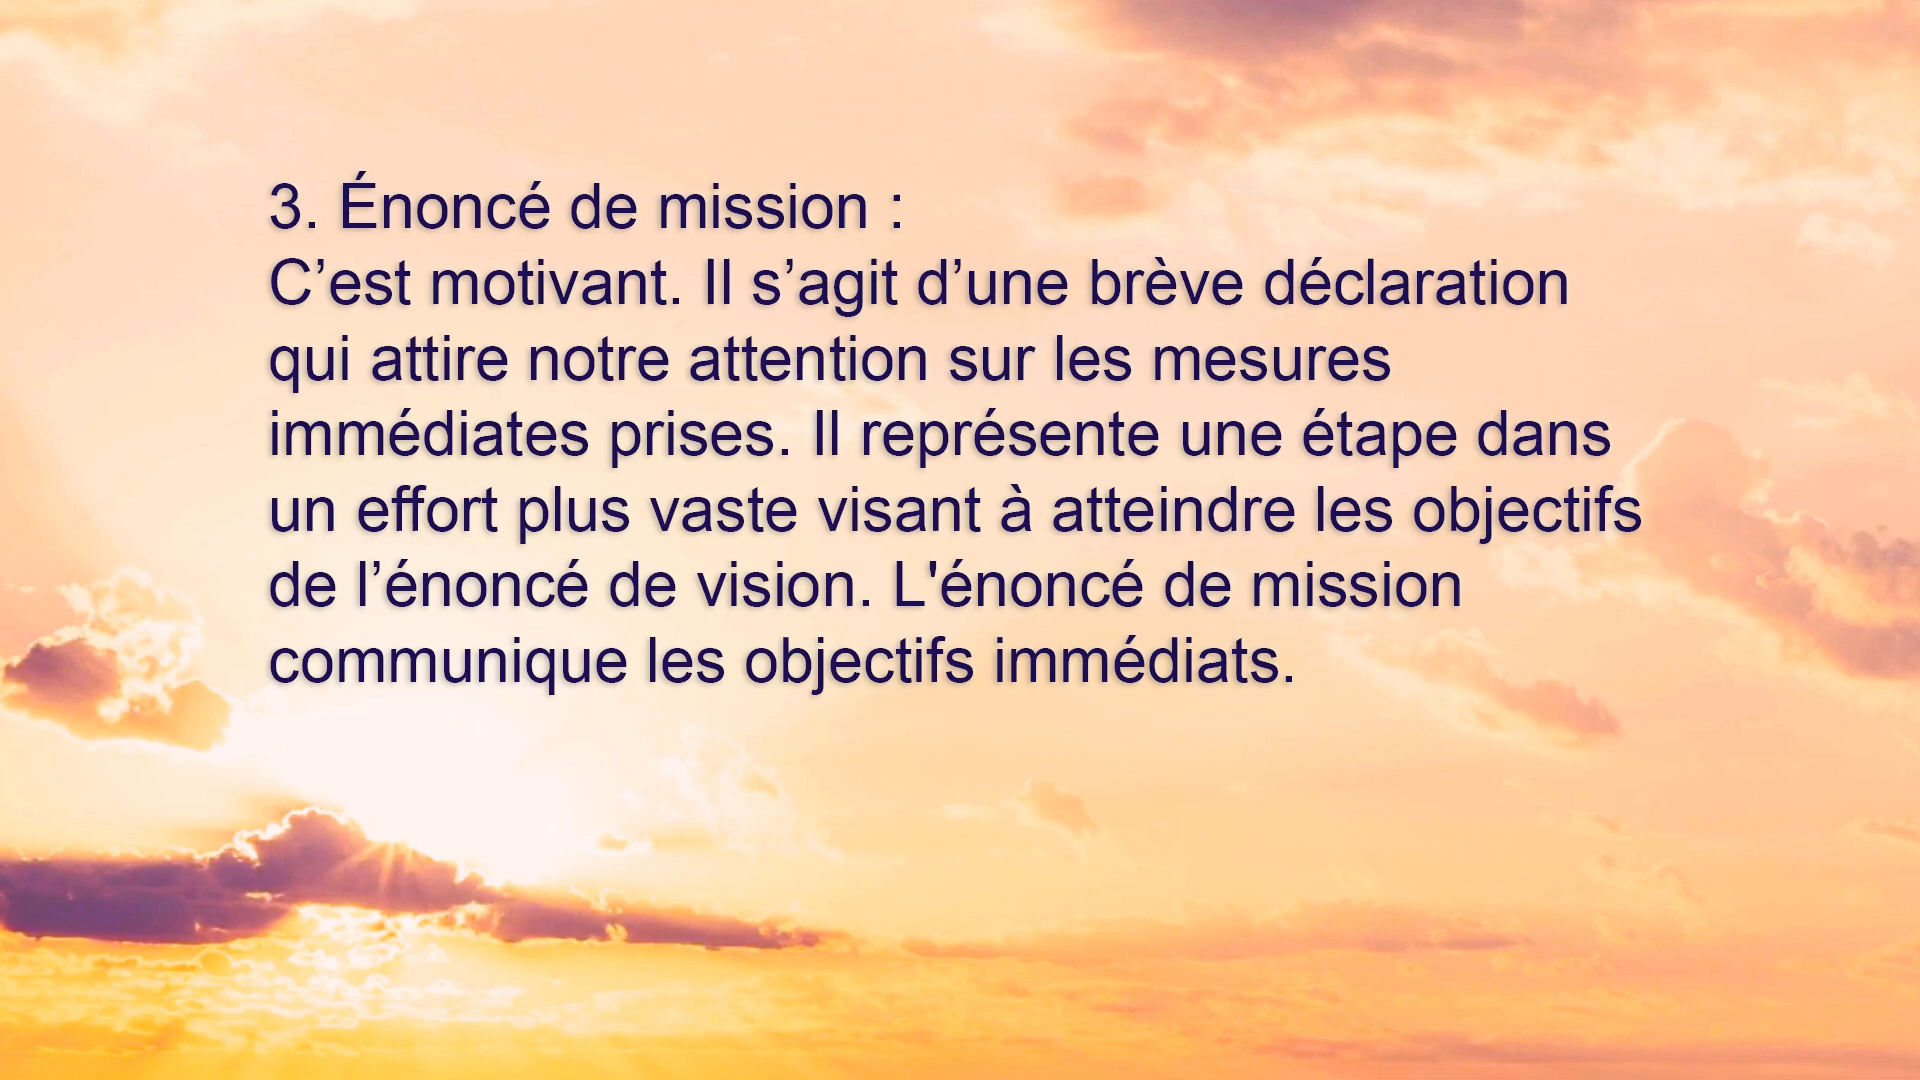 3. Énoncé de mission :
C’est motivant. Il s’agit d’une brève déclaration
qui attire notre attention sur les mesures
immédiates prises. Il représente une étape dans
un effort plus vaste visant à atteindre les objectifs
de l’énoncé de vision. L'énoncé de mission
communique les objectifs immédiats.